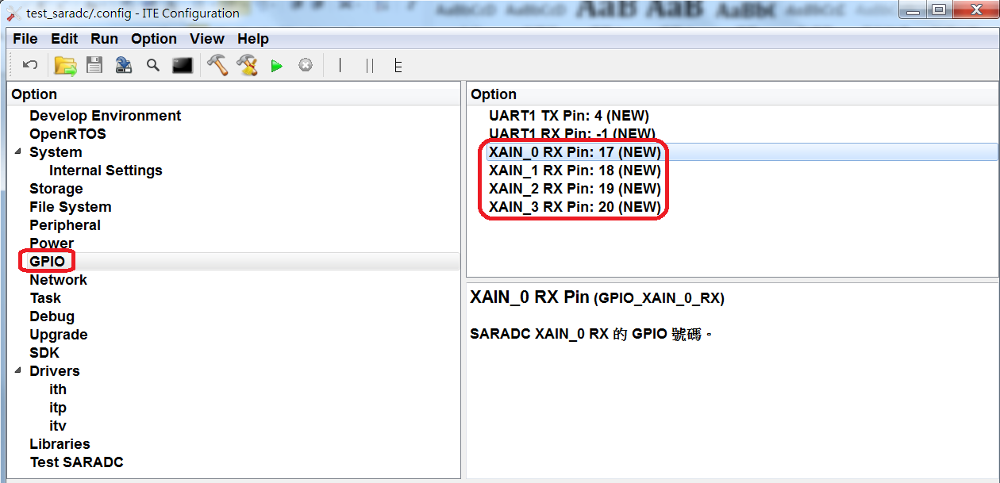 test_saradc/.config - ITE Configuration
File Edit Run Option View Help
Option
Develop Environment
OpenRTOS
System
Internal Settings
Storage
File System
Peripheral
Power
GPIO
Network
Task
Debug
Upgrade
SDK
Drivers
ith
itp
itv
Libraries
Test SARADC
Option
UART1 TX Pin: 4 (NEW)
UART1 RX Pin: -1 (NEW)
XAIN_0 RX Pin: 17 (NEW)
XAIN_1 RX Pin: 18 (NEW)
XAIN_2 RX Pin: 19 (NEW)
XAIN_3 RX Pin: 20 (NEW)
XAIN_0 RX Pin (GPIO_XAIN_0_RX)
SARADC XAIN_0 RX 的 GPIO 號碼。